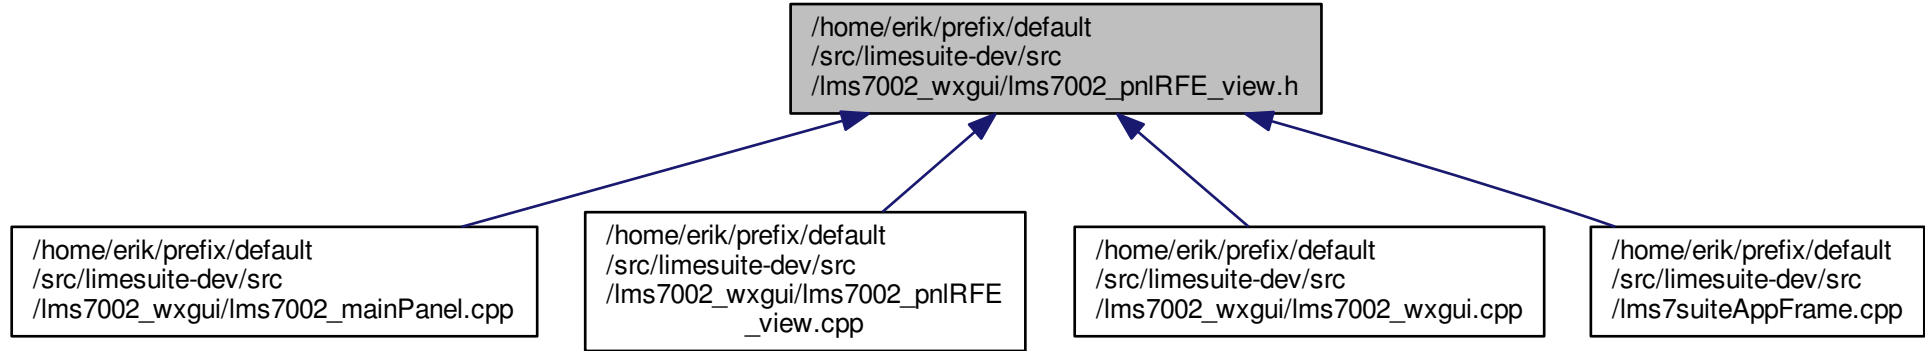 /home/erik/prefix/default
/src/limesuite-dev/src
/lms7002_wxgui/lms7002_pnlRFE_view.h
/home/erik/prefix/default
/src/limesuite-dev/src
/lms7002_wxgui/lms7002_mainPanel.cpp
/home/erik/prefix/default
/src/limesuite-dev/src
/lms7002_wxgui/lms7002_pnlRFE
_view.cpp
/home/erik/prefix/default
/src/limesuite-dev/src
/lms7002_wxgui/lms7002_wxgui.cpp
/home/erik/prefix/default
/src/limesuite-dev/src
/lms7suiteAppFrame.cpp